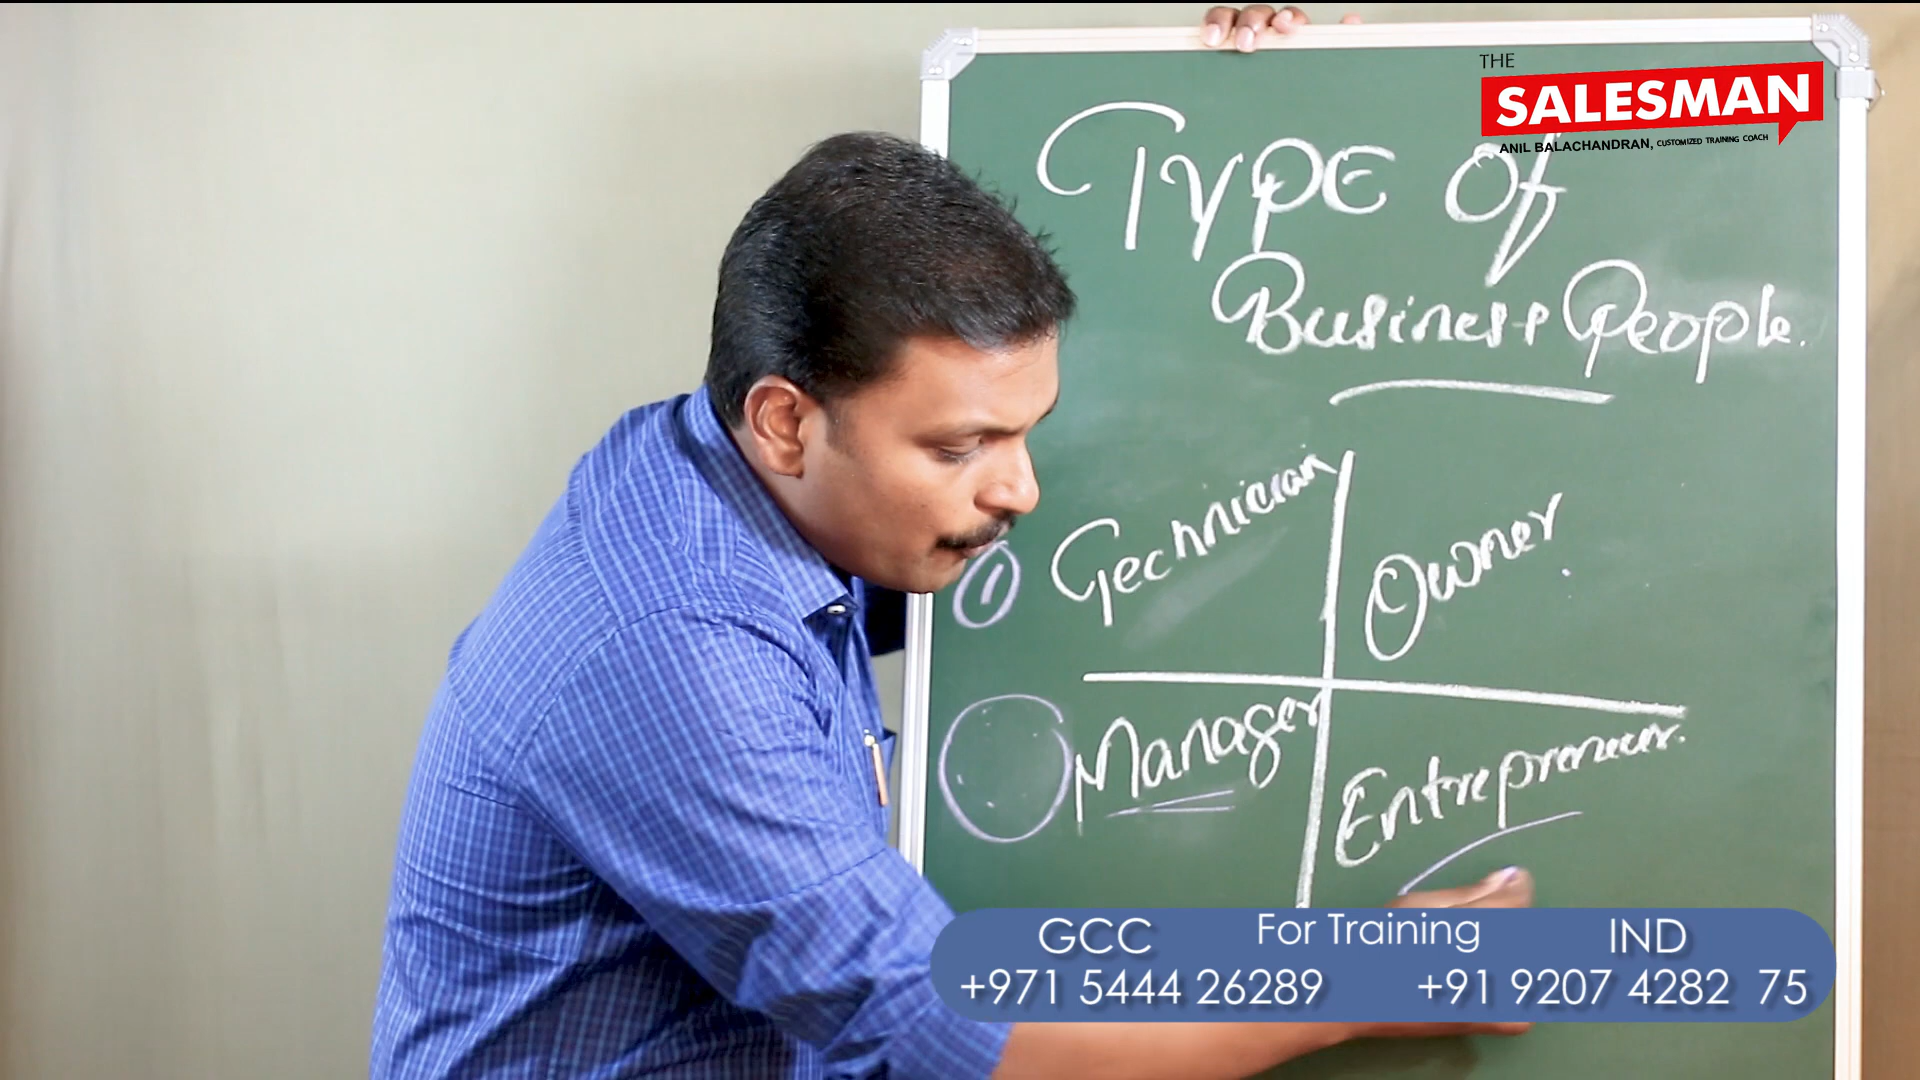 THE
SALESMAN
ANIL BALACHANDRAN, CUSTOMIZED TRAINING COACH
TYPE Of
Business People.
1 Technician
Owner
Manager
Entrepreneur.
GCC For Training IND
+971 5444 26289 +91 9207 4282 75